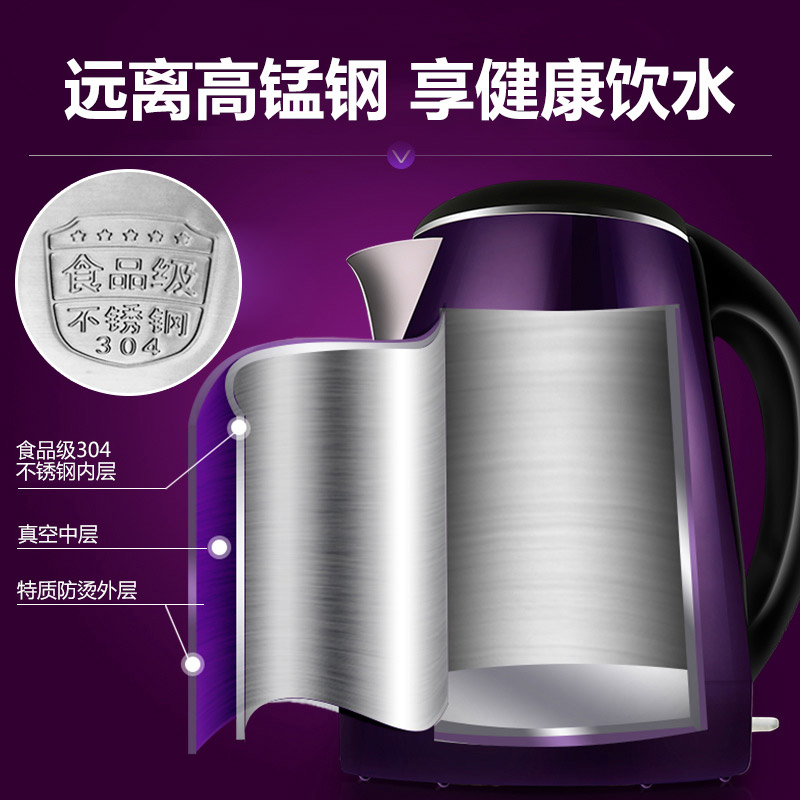 远离高锰钢 享健康饮水
食品级
不锈钢
304
食品级304
不锈钢内层
真空中层
特质防烫外层